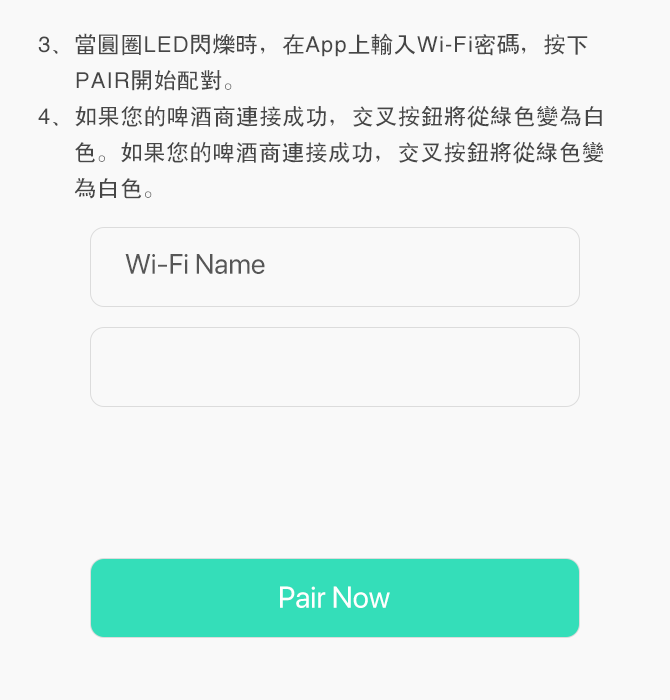 3、當圓圈LED閃爍時，在App上輸入Wi-Fi密碼，按下
PAIR開始配對。
4、如果您的啤酒商連接成功，交叉按鈕將從綠色變為白
色。如果您的啤酒商連接成功，交叉按鈕將從綠色變
為白色。
Wi-Fi Name
Pair Now